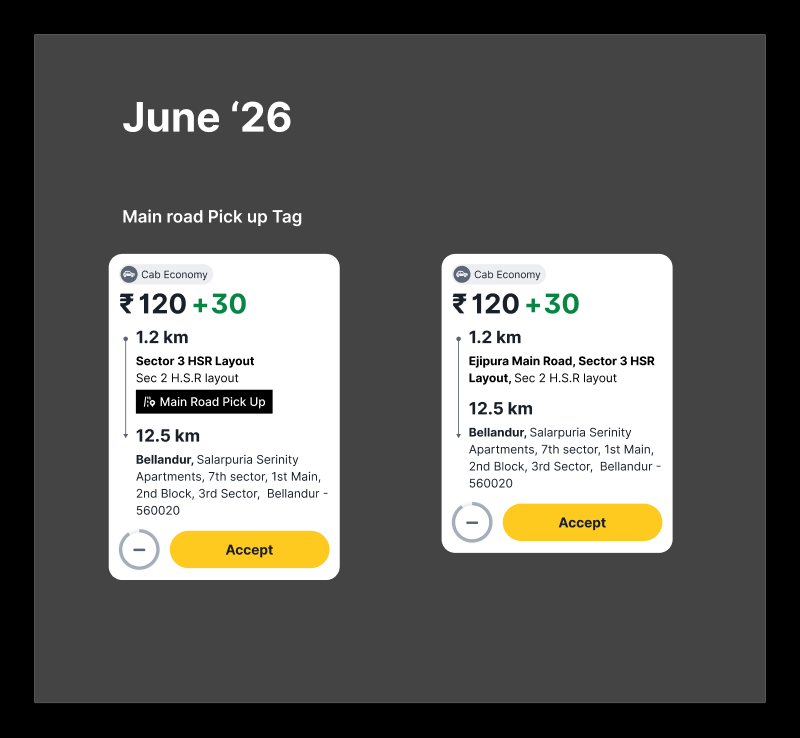 June ‘26
Main road Pick up Tag
Cab Economy
₹ 120 +30
1.2 km
Sector 3 HSR Layout
Sec 2 H.S.R layout
Main Road Pick Up
12.5 km
Bellandur, Salarpuria Serinity
Apartments, 7th sector, 1st Main,
2nd Block, 3rd Sector, Bellandur -
560020
Accept
Cab Economy
₹ 120 +30
1.2 km
Ejipura Main Road, Sector 3 HSR
Layout, Sec 2 H.S.R layout
12.5 km
Bellandur, Salarpuria Serinity
Apartments, 7th sector, 1st Main,
2nd Block, 3rd Sector, Bellandur -
560020
Accept